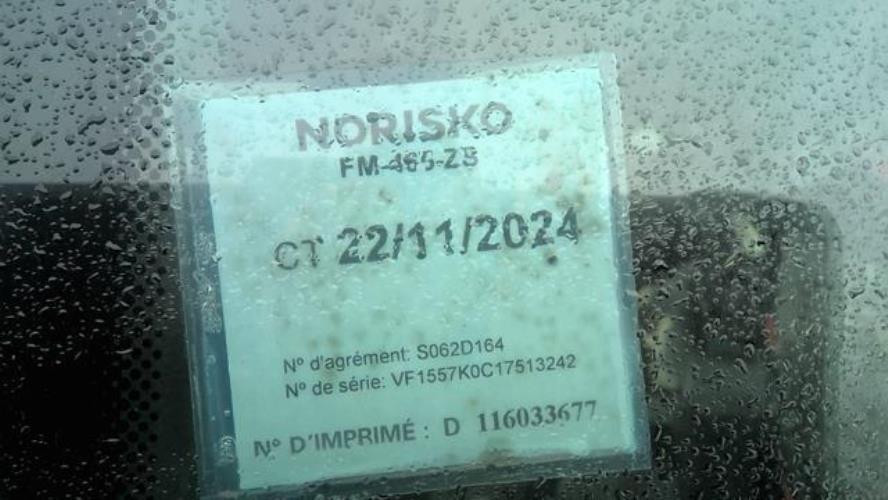 NORISKO
FM-465-ZB
CT 22/11/2024
N° d'agrément: S062D164
N° de série: VF1557K0C17513242
N° D'IMPRIMÉ : D 116033677